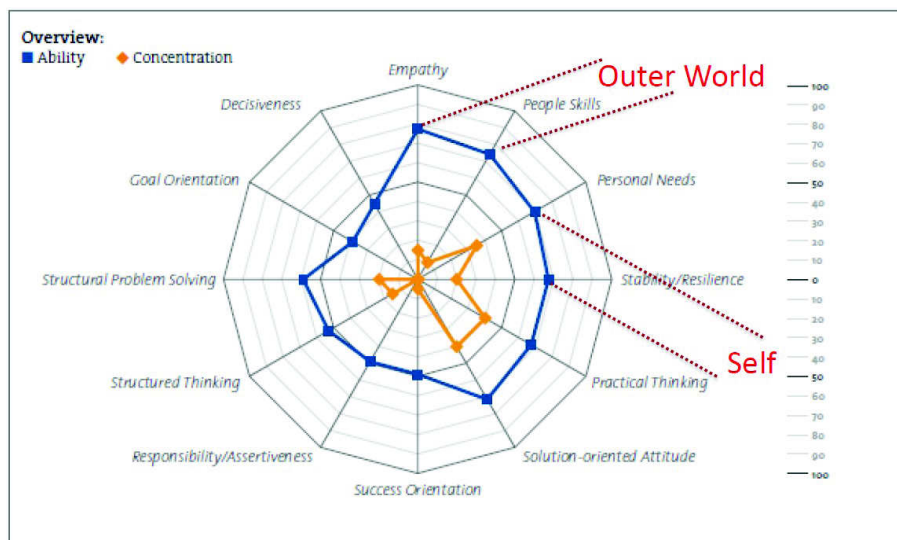 Overview:
Ability Concentration
Empathy
Outer World
Decisiveness
People Skills
Goal Orientation
Personal Needs
Structural Problem Solving
Stability/Resilience
Self
Structured Thinking
Practical Thinking
Responsibility/Assertiveness
Solution-oriented Attitude
Success Orientation
100
90
80
70
60
50
40
30
20
10
0
10
20
30
40
50
60
70
80
90
100